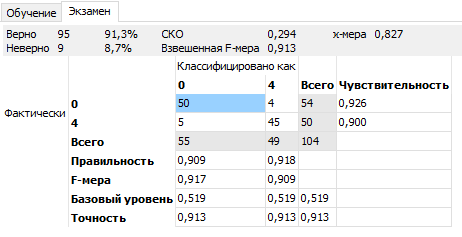 Обучение Экзамен
Верно 95 91,3% СКО 0,294 х-мера 0,827
Неверно 9 8,7% Взвешенная F-мера 0,913
Классифицировано как
0 4 Всего Чувствительность
Фактически 0 50 4 54 0,926
4 5 45 50 0,900
Всего 55 49 104
Правильность 0,909 0,918
F-мера 0,917 0,909
Базовый уровень 0,519 0,519 0,519
Точность 0,913 0,913 0,913